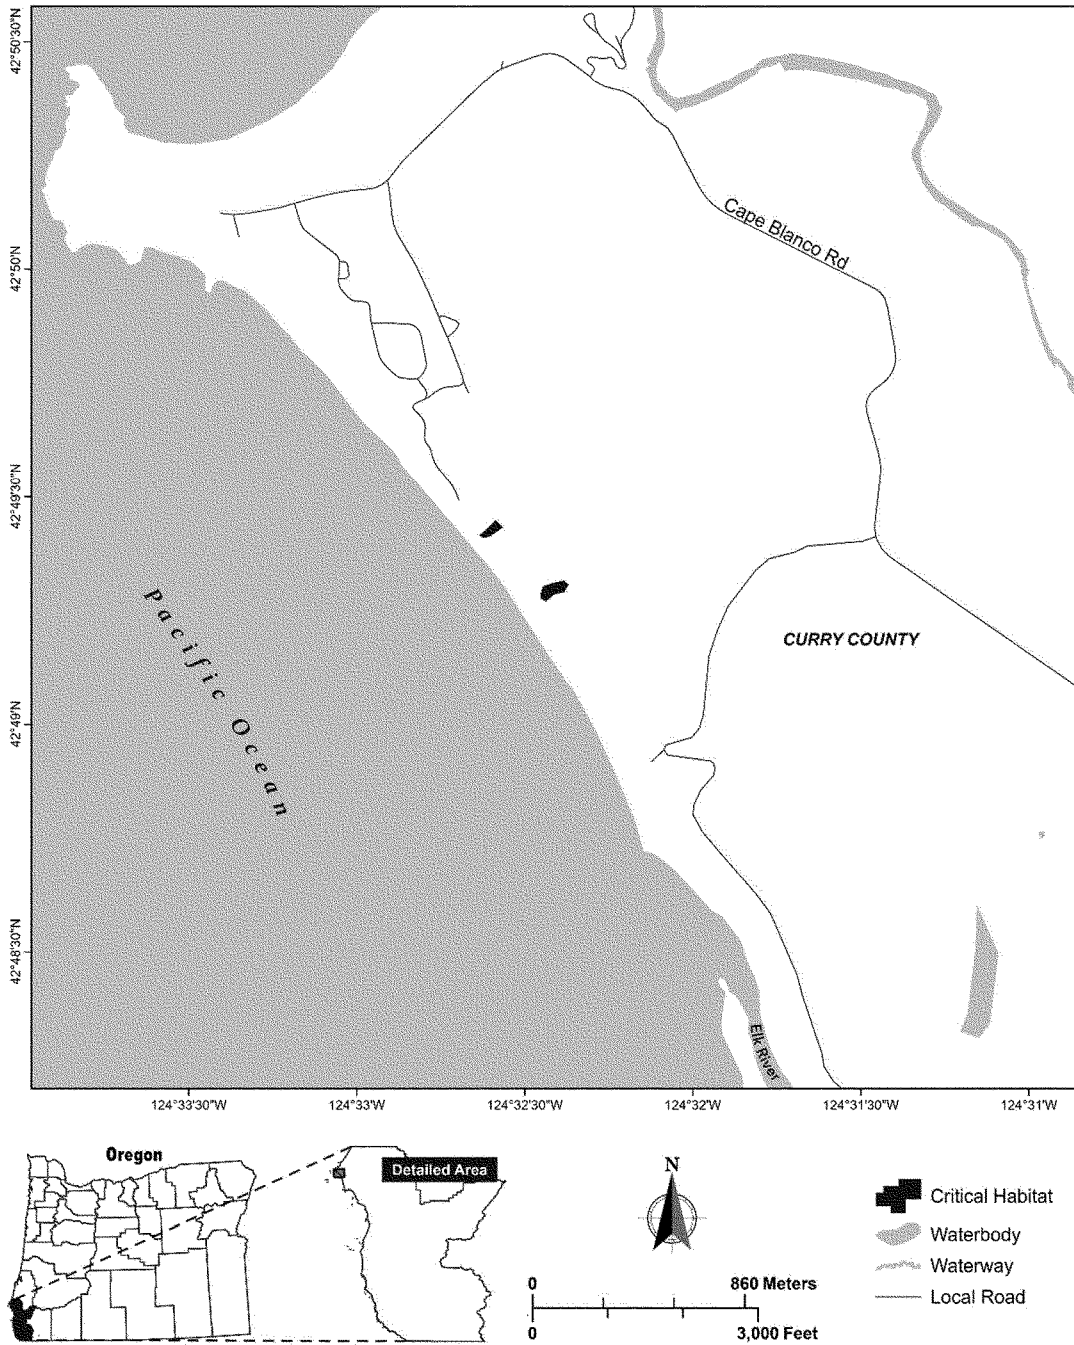 42°50'30"N
42°50'N
42°49'30"N
42°49'N
42°48'30"N
Cape Blanco Rd
CURRY COUNTY
Pacific Ocean
Elk River
124°33'30"W
124°33'W
124°32'30"W
124°32'W
124°31'30"W
124°31'W
Oregon
Detailed Area
N
0
860 Meters
0
3,000 Feet
Critical Habitat
Waterbody
Waterway
Local Road